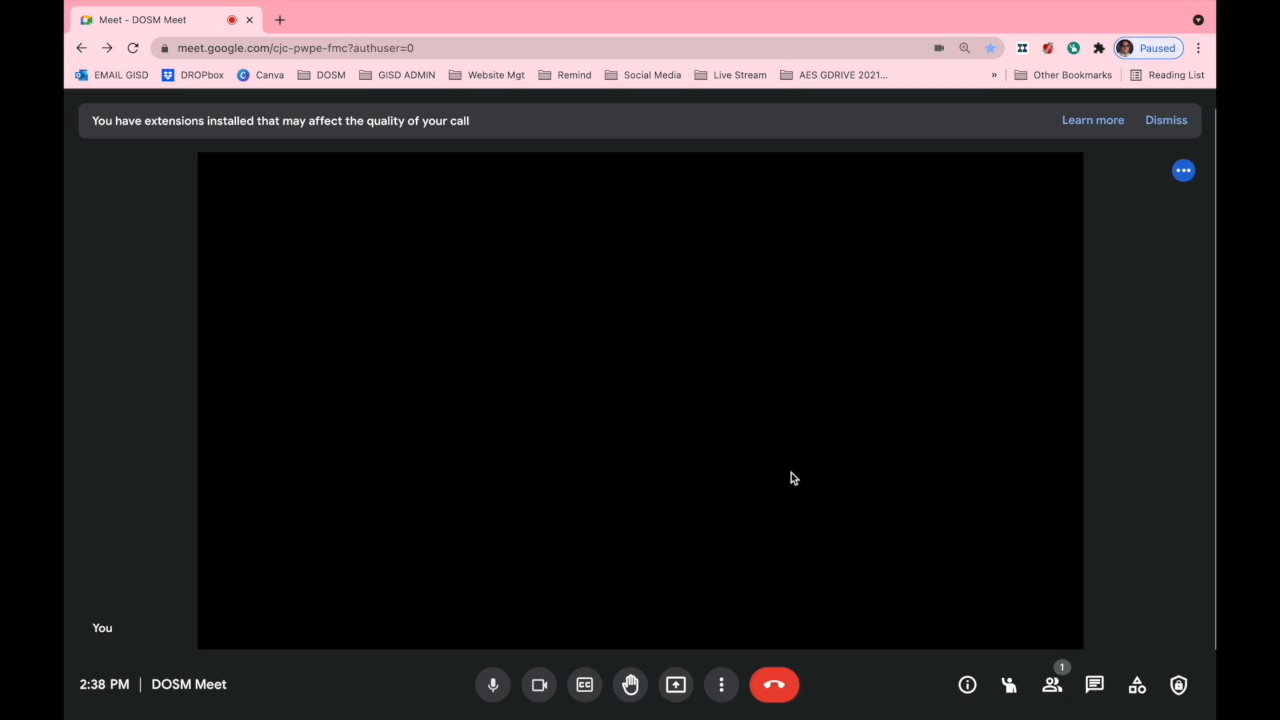 Meet - DOSM Meet
meet.google.com/cjc-pwpe-fmc?authuser=0
Paused
EMAIL GISD DROPbox Canva DOSM GISD ADMIN Website Mgt Remind Social Media Live Stream AES GDRIVE 2021... » Other Bookmarks Reading List
You have extensions installed that may affect the quality of your call Learn more Dismiss
You
1
2:38 PM | DOSM Meet
CC